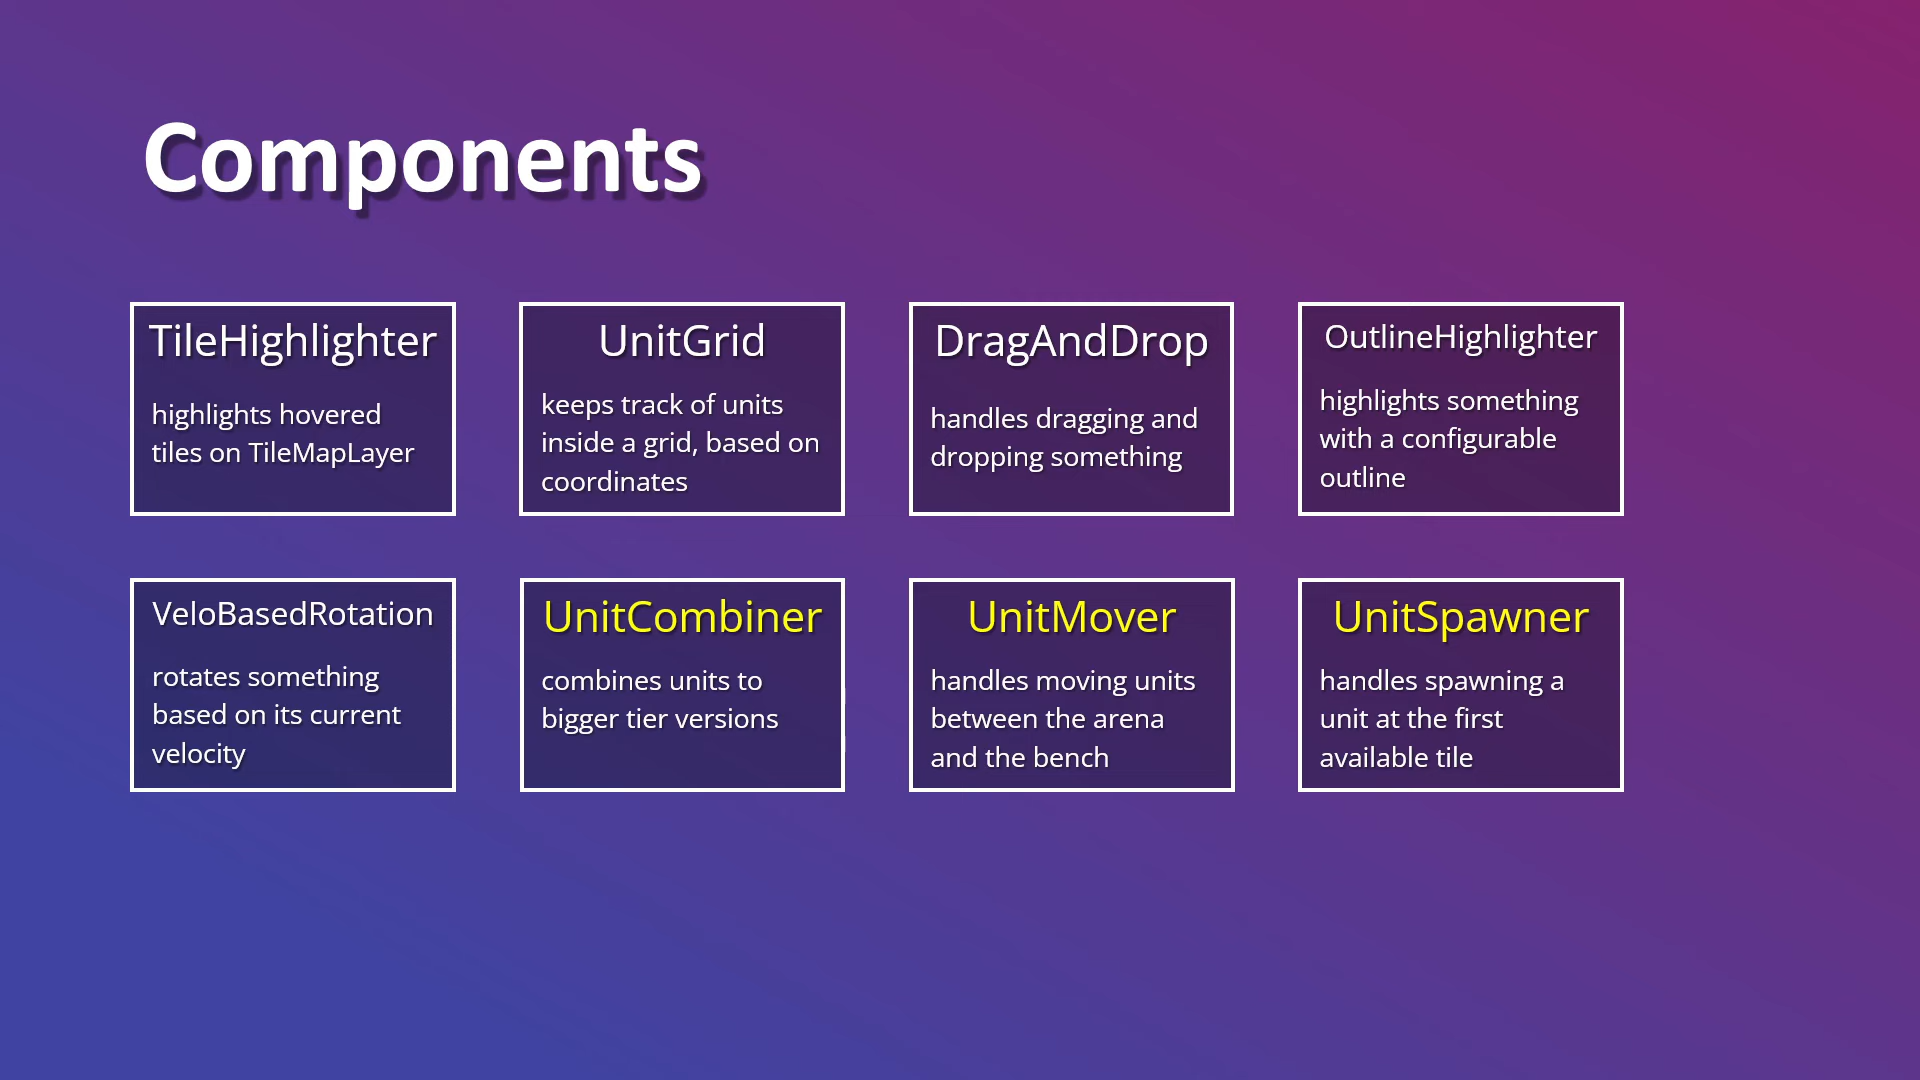 Components
TileHighlighter
highlights hovered
tiles on TileMapLayer
UnitGrid
keeps track of units
inside a grid, based on
coordinates
DragAndDrop
handles dragging and
dropping something
OutlineHighlighter
highlights something
with a configurable
outline
VeloBasedRotation
rotates something
based on its current
velocity
UnitCombiner
combines units to
bigger tier versions
UnitMover
handles moving units
between the arena
and the bench
UnitSpawner
handles spawning a
unit at the first
available tile